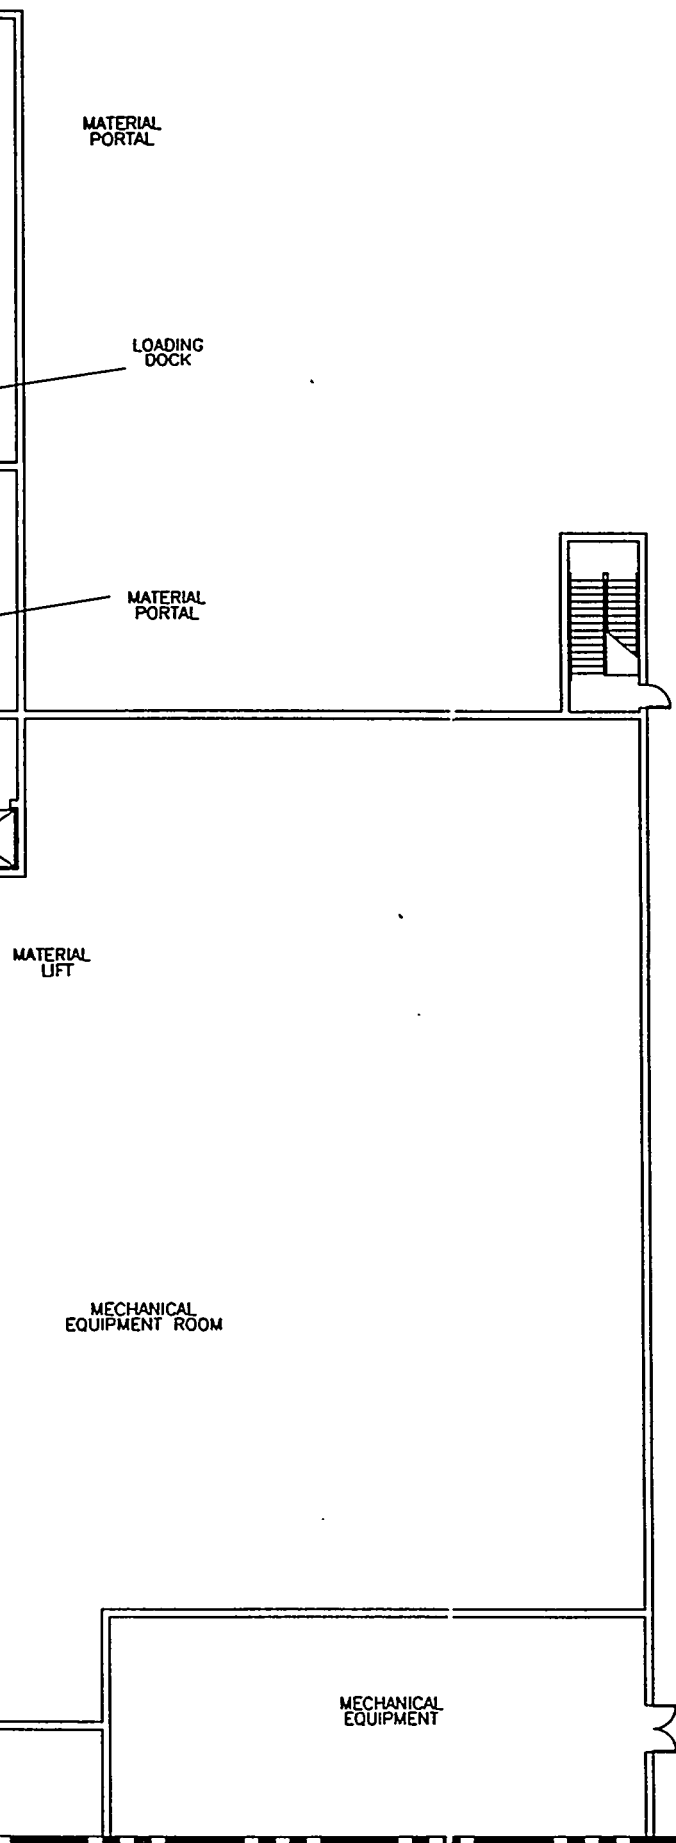 MATERIAL
PORTAL
LOADING
DOCK
MATERIAL
PORTAL
MATERIAL
LIFT
MECHANICAL
EQUIPMENT ROOM
MECHANICAL
EQUIPMENT